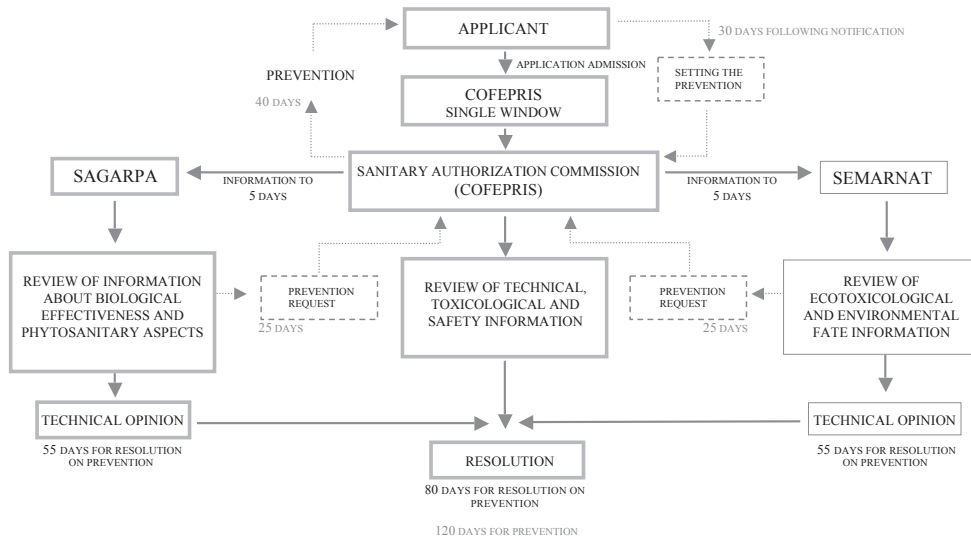 APPLICANT
30 DAYS FOLLOWING NOTIFICATION
APPLICATION ADMISSION
SETTING THE
PREVENTION
PREVENTION
40 DAYS
COFEPRIS
SINGLE WINDOW
SAGARPA
INFORMATION TO
5 DAYS
SANITARY AUTHORIZATION COMMISSION
(COFEPRIS)
INFORMATION TO
5 DAYS
SEMARNAT
REVIEW OF INFORMATION
ABOUT BIOLOGICAL
EFFECTIVENESS AND
PHYTOSANITARY ASPECTS
PREVENTION
REQUEST
25 DAYS
REVIEW OF TECHNICAL,
TOXICOLOGICAL AND
SAFETY INFORMATION
PREVENTION
REQUEST
25 DAYS
REVIEW OF
ECOTOXICOLOGICAL
AND ENVIRONMENTAL
FATE INFORMATION
TECHNICAL OPINION
55 DAYS FOR RESOLUTION
ON PREVENTION
RESOLUTION
80 DAYS FOR RESOLUTION ON
PREVENTION
120 DAYS FOR PREVENTION
TECHNICAL OPINION
55 DAYS FOR RESOLUTION
ON PREVENTION